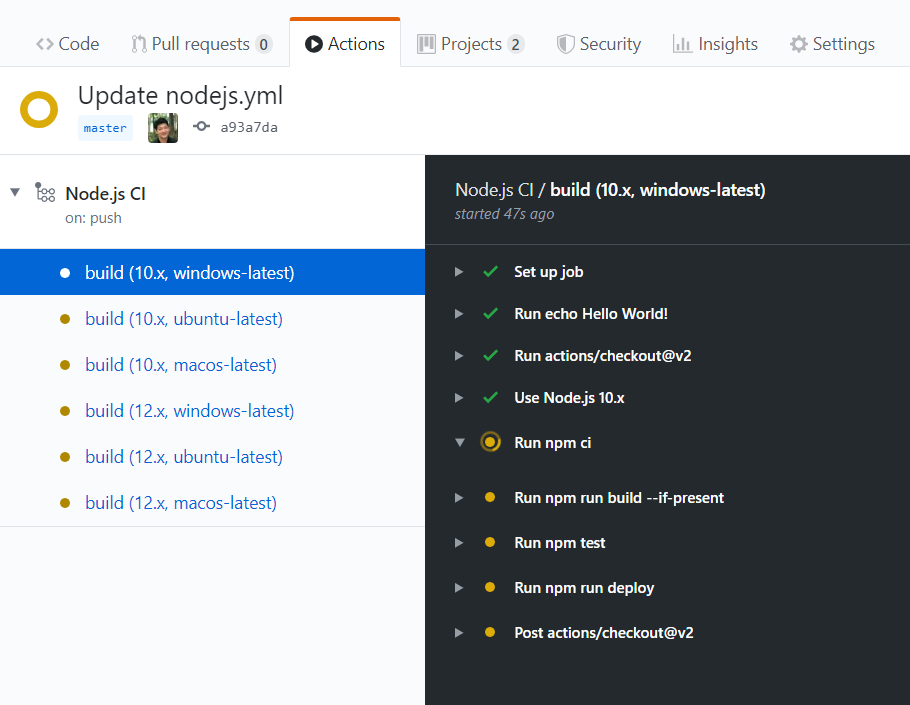 Code Pull requests 0 Actions Projects 2 Security Insights Settings
Update nodejs.yml
master a93a7da
Node.js CI
on: push
build (10.x, windows-latest)
build (10.x, ubuntu-latest)
build (10.x, macos-latest)
build (12.x, windows-latest)
build (12.x, ubuntu-latest)
build (12.x, macos-latest)
Node.js CI / build (10.x, windows-latest)
started 47s ago
Set up job
Run echo Hello World!
Run actions/checkout@v2
Use Node.js 10.x
Run npm ci
Run npm run build --if-present
Run npm test
Run npm run deploy
Post actions/checkout@v2